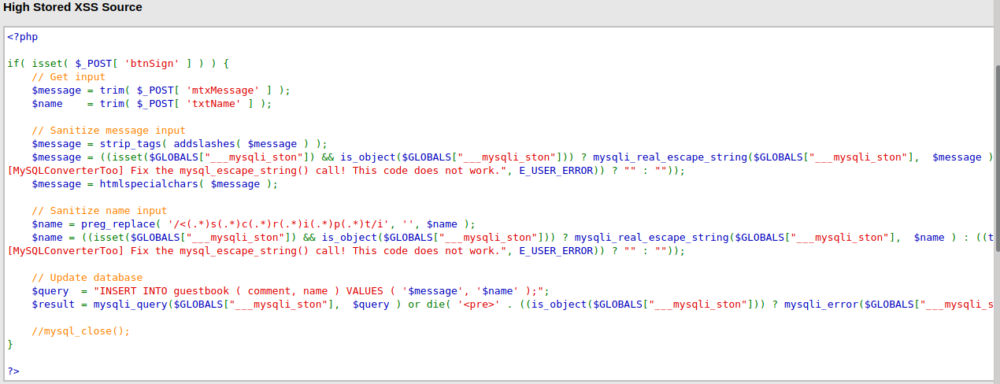 High Stored XSS Source
<?php
if( isset( $_POST[ 'btnSign' ] ) ) {
// Get input
$message = trim( $_POST[ 'mtxMessage' ] );
$name    = trim( $_POST[ 'txtName' ] );
// Sanitize message input
$message = strip_tags( addslashes( $message ) );
$message = ((isset($GLOBALS["___mysqli_ston"]) && is_object($GLOBALS["___mysqli_ston"])) ? mysqli_real_escape_string($GLOBALS["___mysqli_ston"],  $message )
[MySQLConverterToo] Fix the mysql_escape_string() call! This code does not work.", E_USER_ERROR)) ? "" : ""));
$message = htmlspecialchars( $message );
// Sanitize name input
$name = preg_replace( '/<(.*)s(.*)c(.*)r(.*)i(.*)p(.*)t/i', '', $name );
$name = ((isset($GLOBALS["___mysqli_ston"]) && is_object($GLOBALS["___mysqli_ston"])) ? mysqli_real_escape_string($GLOBALS["___mysqli_ston"],  $name ) : ((t
[MySQLConverterToo] Fix the mysql_escape_string() call! This code does not work.", E_USER_ERROR)) ? "" : ""));
// Update database
$query  = "INSERT INTO guestbook ( comment, name ) VALUES ( '$message', '$name' );";
$result = mysqli_query($GLOBALS["___mysqli_ston"],  $query ) or die( '<pre>' . ((is_object($GLOBALS["___mysqli_ston"])) ? mysqli_error($GLOBALS["___mysqli_s
//mysql_close();
}
?>